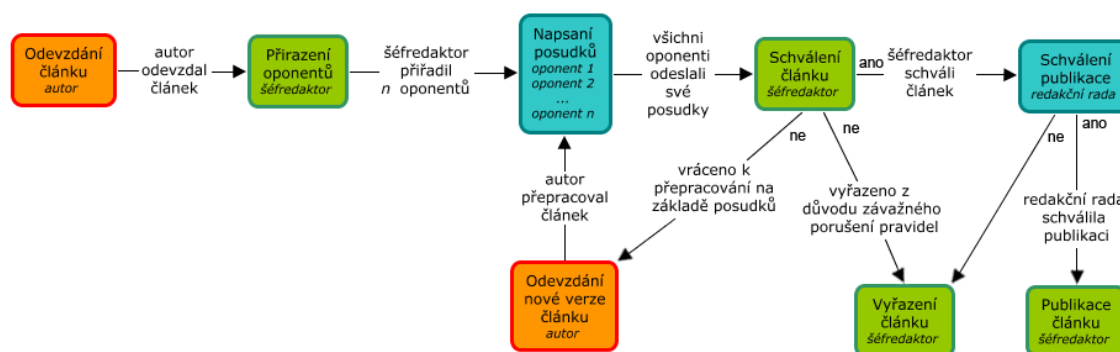 Odevzdání
článku
autor
autor
odevzdal
článek
Přirazení
oponentů
šéfredaktor
šéfredaktor
přiřadil
n oponentů
Napsaní
posudků
oponent 1
oponent 2
...
oponent n
všichni
oponenti
odeslali
své
posudky
Schválení
článku
šéfredaktor
ano
šéfredaktor
schváli
článek
Schválení
publikace
redakční rada
ne
ne
ne
ano
autor
přepracoval
článek
vráceno k
přepracování na
základě posudků
vyřazeno z
důvodu závažného
porušení pravidel
redakční rada
schválila
publikaci
Odevzdání
nové verze
článku
autor
Vyřazení
článku
šéfredaktor
Publikace
článku
šéfredaktor